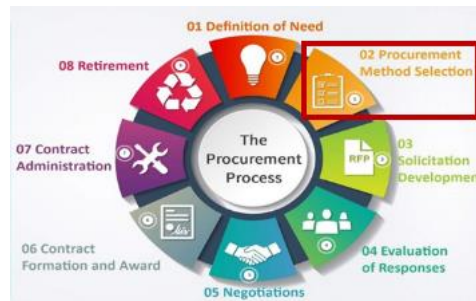 01 Definition of Need
02 Procurement
Method Selection
03
Solicitation
Development
RFP
04 Evaluation
of Responses
05 Negotiations
06 Contract
Formation and Award
07 Contract
Administration
08 Retirement
The
Procurement
Process